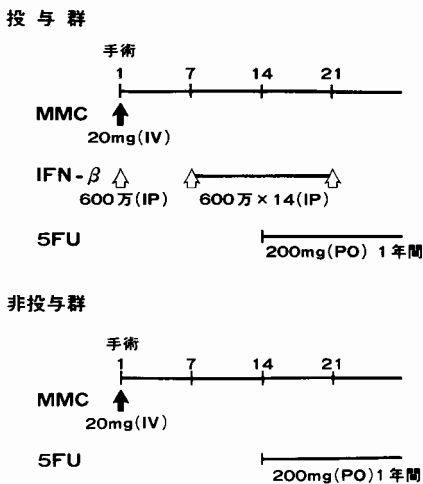 投与群
手術
1 7 14 21
MMC
20mg(IV)
IFN-β
600万(IP) 600万×14(IP)
5FU
200mg(PO) 1年間
非投与群
手術
1 7 14 21
MMC
20mg(IV)
5FU
200mg(PO)1年間